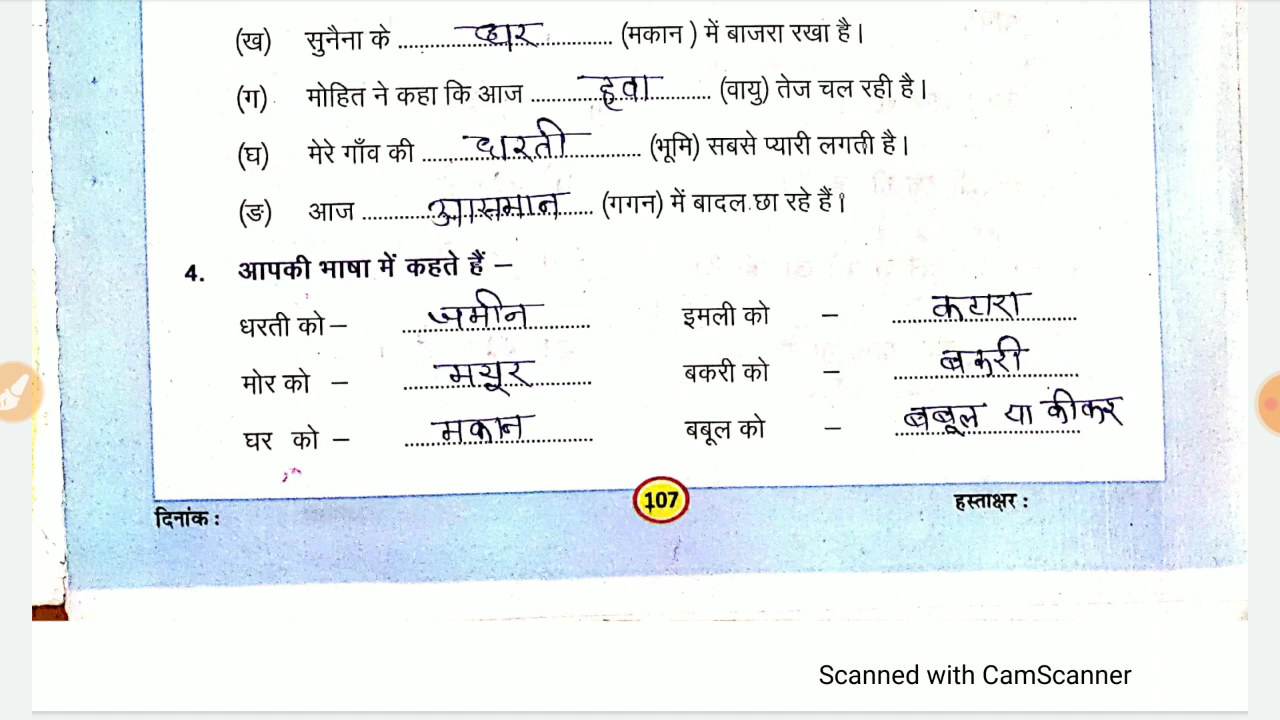 (ख) सुनैना के ........ घर ........ (मकान ) में बाजरा रखा है।
(ग) मोहित ने कहा कि आज ........ हवा ........ (वायु) तेज चल रही है।
(घ) मेरे गाँव की ........ धरती ........ (भूमि) सबसे प्यारी लगती है।
(ङ) आज ........ आसमान ........ (गगन) में बादल छा रहे हैं।
4. आपकी भाषा में कहते हैं –
धरती को – जमीन इमली को – कटारा
मोर को – मयूर बकरी को – बकरी
घर को – मकान बबूल को – बबूल या कीकर
107
दिनांक : हस्ताक्षर :
Scanned with CamScanner